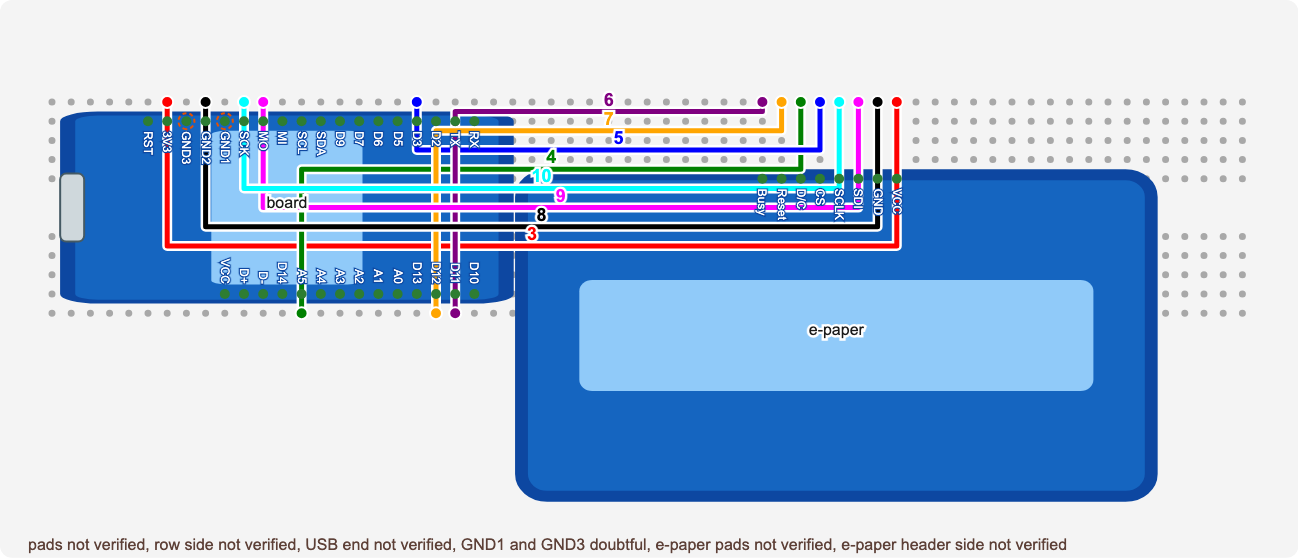 6
7
5
4
10
9
8
3
RST
3V3
GND3
GND2
GND1
SCK
MO
MI
SCL
SDA
D9
D7
D6
D5
D3
D2
TX
RX
board
VCC
D+
D-
D14
A5
A4
A3
A2
A1
A0
D13
D12
D11
D10
Busy
Reset
D/C
CS
SCLK
SDI
GND
VCC
e-paper
pads not verified, row side not verified, USB end not verified, GND1 and GND3 doubtful, e-paper pads not verified, e-paper header side not verified